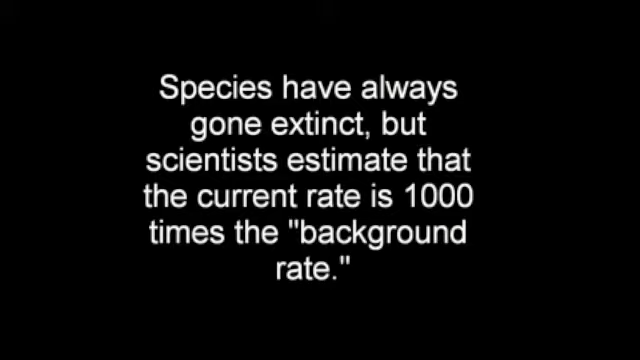 Species have always
gone extinct, but
scientists estimate that
the current rate is 1000
times the "background
rate."